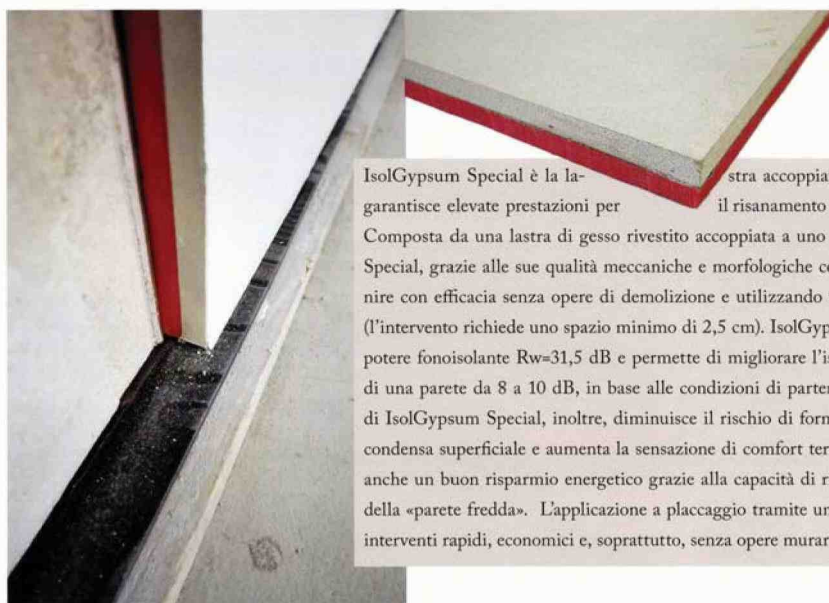 IsolGypsum Special è la la- stra accoppia
garantisce elevate prestazioni per il risanamento
Composta da una lastra di gesso rivestito accoppiata a uno
Special, grazie alle sue qualità meccaniche e morfologiche c
nire con efficacia senza opere di demolizione e utilizzando
(l'intervento richiede uno spazio minimo di 2,5 cm). IsolGyp
potere fonoisolante Rw=31,5 dB e permette di migliorare l'i
di una parete da 8 a 10 dB, in base alle condizioni di parte
di IsolGypsum Special, inoltre, diminuisce il rischio di for
condensa superficiale e aumenta la sensazione di comfort ter
anche un buon risparmio energetico grazie alla capacità di r
della «parete fredda». L'applicazione a placcaggio tramite un
interventi rapidi, economici e, soprattutto, senza opere murar